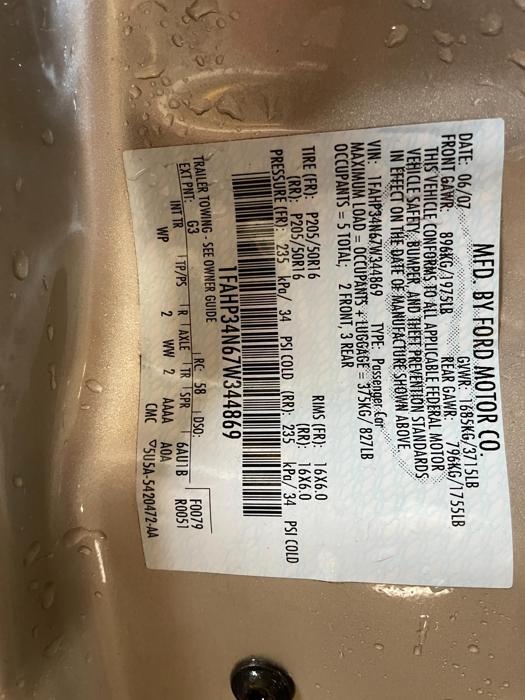 MFD. BY FORD MOTOR CO.
DATE: 06/07 GVWR: 1685KG/3715LB
FRONT GAWR: 896KG/1975LB REAR GAWR: 796KG/1755LB
THIS VEHICLE CONFORMS TO ALL APPLICABLE FEDERAL MOTOR
VEHICLE SAFETY, BUMPER, AND THEFT PREVENTION STANDARDS
IN EFFECT ON THE DATE OF MANUFACTURE SHOWN ABOVE.
VIN: 1FAHP34N67W344869 TYPE: Passenger-Car
MAXIMUM LOAD = OCCUPANTS + LUGGAGE = 375KG / 827LB
OCCUPANTS = 5 TOTAL; 2 FRONT, 3 REAR
TIRE (FR): P205/50R16 RIMS (FR): 16X6.0
(RR): P205/50R16 (RR): 16X6.0
PRESSURE (FR): 235 kPa/ 34 PSI COLD (RR): 235 kPa/ 34 PSI COLD
1FAHP34N67W344869
TRAILER TOWING - SEE OWNER GUIDE F0079
EXT PNT: G3 RC: 58 DSO: R0051
INT TR TP/PS R AXLE TR SPR 6AU1B
WP 2 WW 2 AAAA A0A
CMC 5U5A-5420472-AA